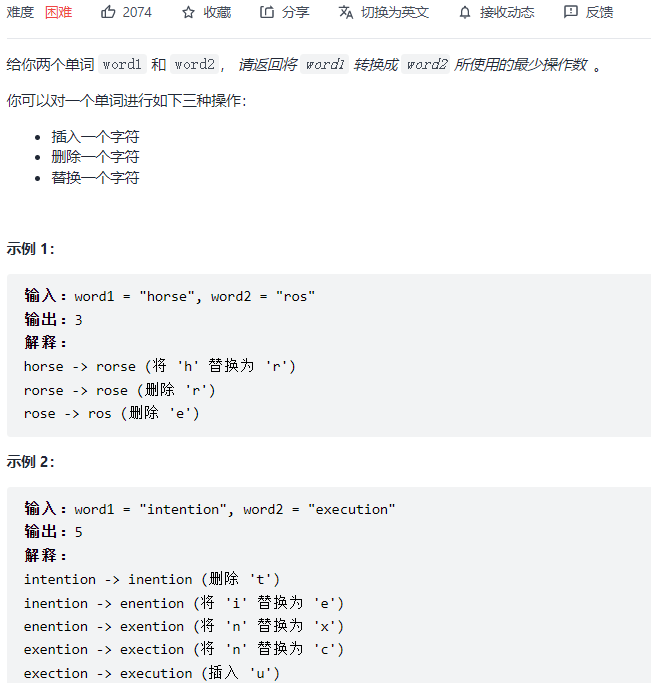 难度 困难 2074 收藏 分享 切换为英文 接收动态 反馈
给你两个单词 word1 和 word2， 请返回将 word1 转换成 word2 所使用的最少操作数 。
你可以对一个单词进行如下三种操作：
• 插入一个字符
• 删除一个字符
• 替换一个字符
示例 1：
输入：word1 = "horse", word2 = "ros"
输出：3
解释：
horse -> rorse (将 'h' 替换为 'r')
rorse -> rose (删除 'r')
rose -> ros (删除 'e')
示例 2：
输入：word1 = "intention", word2 = "execution"
输出：5
解释：
intention -> inention (删除 't')
inention -> enention (将 'i' 替换为 'e')
enention -> exention (将 'n' 替换为 'x')
exention -> exection (将 'n' 替换为 'c')
exection -> execution (插入 'u')